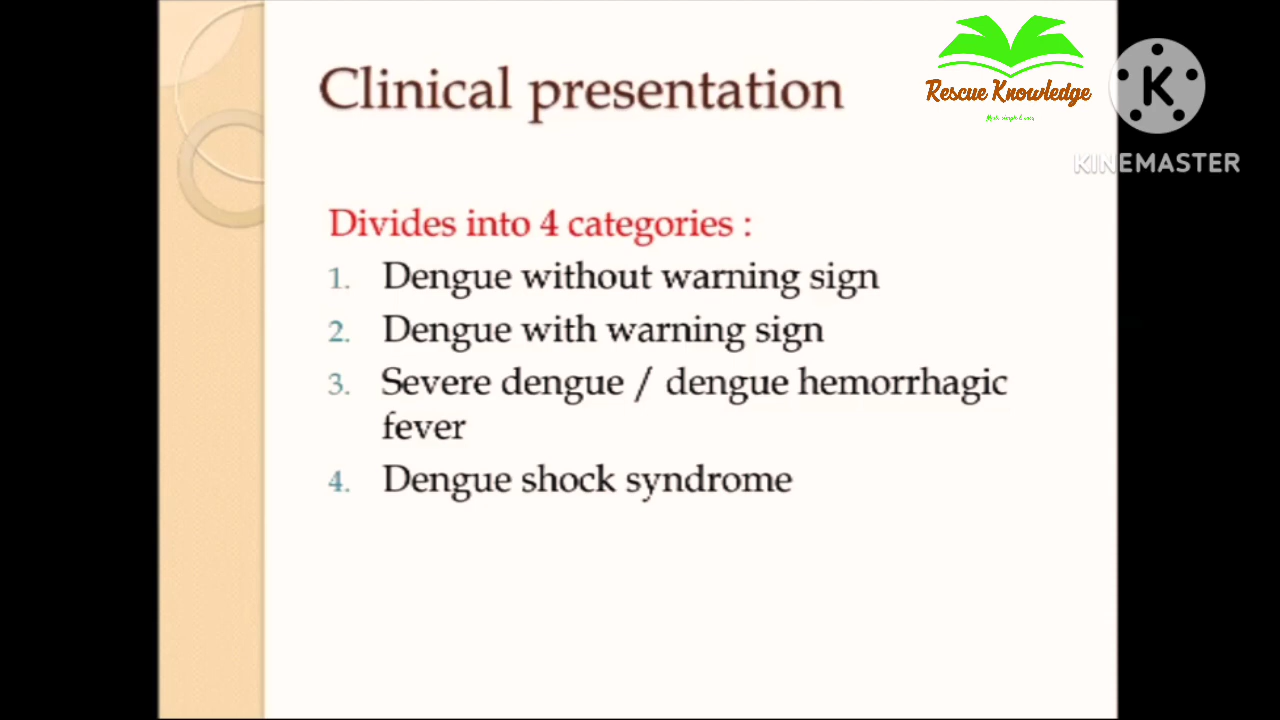 Clinical presentation
Rescue Knowledge
K
KINEMASTER
Divides into 4 categories :
1. Dengue without warning sign
2. Dengue with warning sign
3. Severe dengue / dengue hemorrhagic
fever
4. Dengue shock syndrome